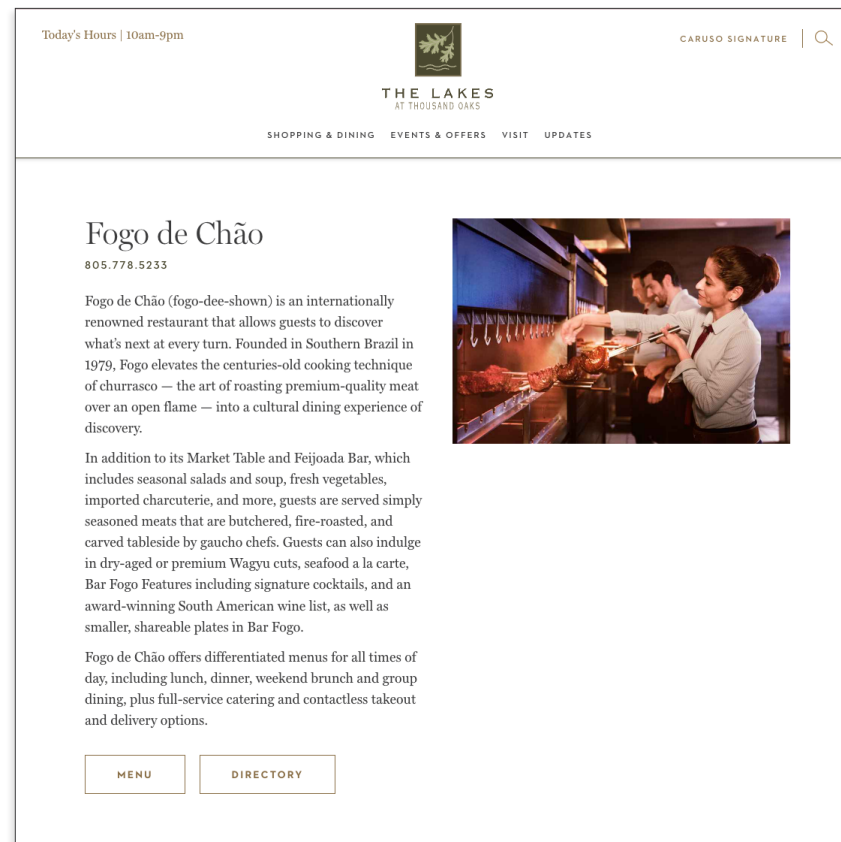 Today's Hours | 10am-9pm
CARUSO SIGNATURE
THE LAKES
AT THOUSAND OAKS
SHOPPING & DINING EVENTS & OFFERS VISIT UPDATES
Fogo de Chão
805.778.5233
Fogo de Chão (fogo-dee-shown) is an internationally
renowned restaurant that allows guests to discover
what's next at every turn. Founded in Southern Brazil in
1979, Fogo elevates the centuries-old cooking technique
of churrasco — the art of roasting premium-quality meat
over an open flame — into a cultural dining experience of
discovery.
In addition to its Market Table and Feijoada Bar, which
includes seasonal salads and soup, fresh vegetables,
imported charcuterie, and more, guests are served simply
seasoned meats that are butchered, fire-roasted, and
carved tableside by gaucho chefs. Guests can also indulge
in dry-aged or premium Wagyu cuts, seafood a la carte,
Bar Fogo Features including signature cocktails, and an
award-winning South American wine list, as well as
smaller, shareable plates in Bar Fogo.
Fogo de Chão offers differentiated menus for all times of
day, including lunch, dinner, weekend brunch and group
dining, plus full-service catering and contactless takeout
and delivery options.
MENU DIRECTORY